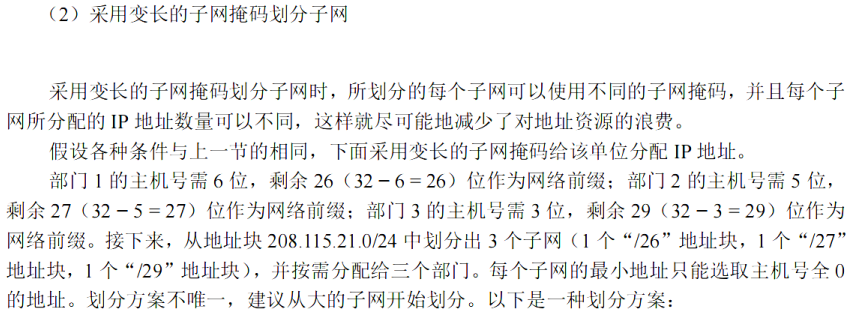 （2）采用变长的子网掩码划分子网
采用变长的子网掩码划分子网时，所划分的每个子网可以使用不同的子网掩码，并且每个子
网所分配的 IP 地址数量可以不同，这样就尽可能地减少了对地址资源的浪费。
假设各种条件与上一节的相同，下面采用变长的子网掩码给该单位分配 IP 地址。
部门 1 的主机号需 6 位，剩余 26（32－6 = 26）位作为网络前缀；部门 2 的主机号需 5 位，
剩余 27（32－5 = 27）位作为网络前缀；部门 3 的主机号需 3 位，剩余 29（32－3 = 29）位作为
网络前缀。接下来，从地址块 208.115.21.0/24 中划分出 3 个子网（1 个“/26”地址块，1 个“/27”
地址块，1 个“/29”地址块），并按需分配给三个部门。每个子网的最小地址只能选取主机号全 0
的地址。划分方案不唯一，建议从大的子网开始划分。以下是一种划分方案：